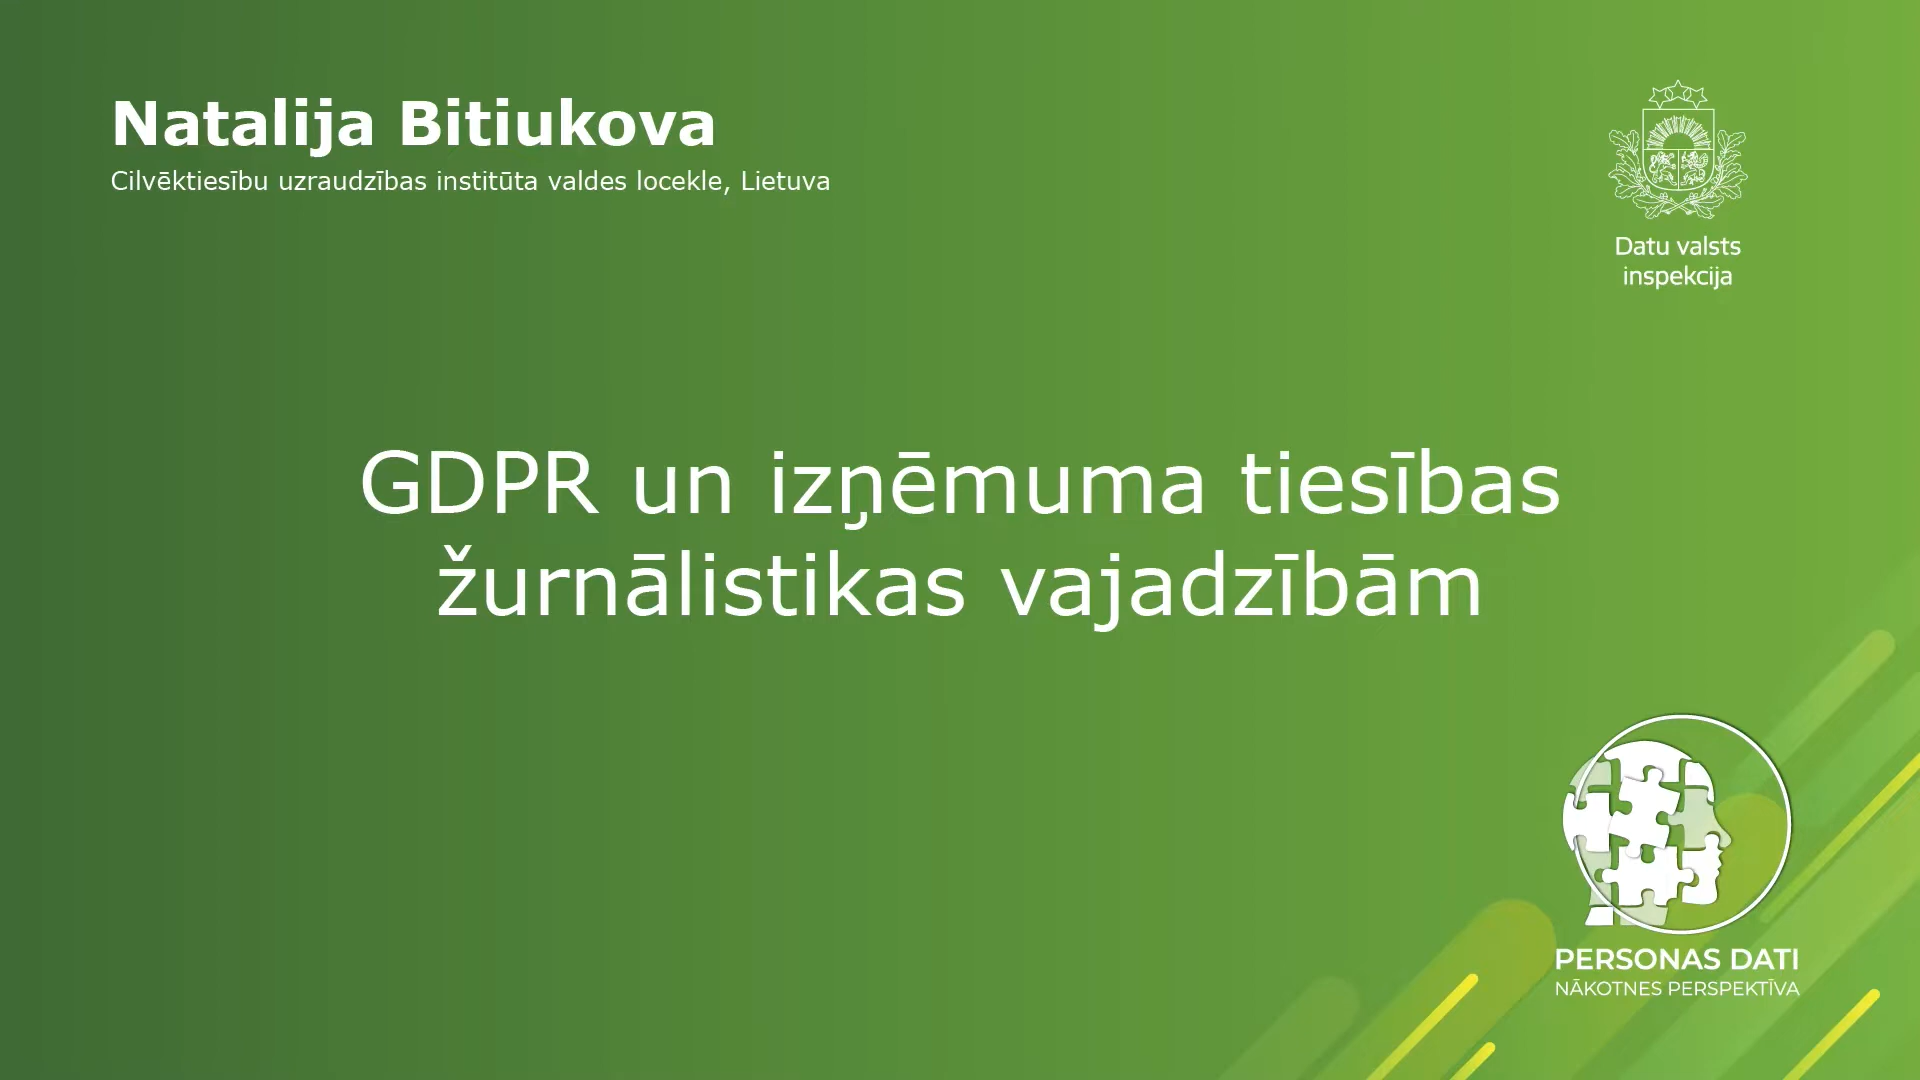 Natalija Bitiukova
Cilvēktiesību uzraudzības institūta valdes locekle, Lietuva
Datu valsts
inspekcija
GDPR un izņēmuma tiesības
žurnālistikas vajadzībām
PERSONAS DATI
NĀKOTNES PERSPEKTĪVA